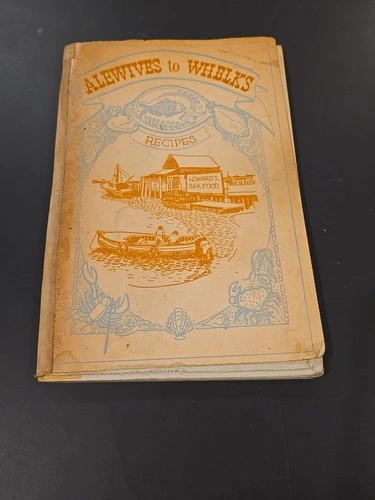 ALEWIVES to WHELKS
RECIPES
HOWARD'S
SEA FOOD